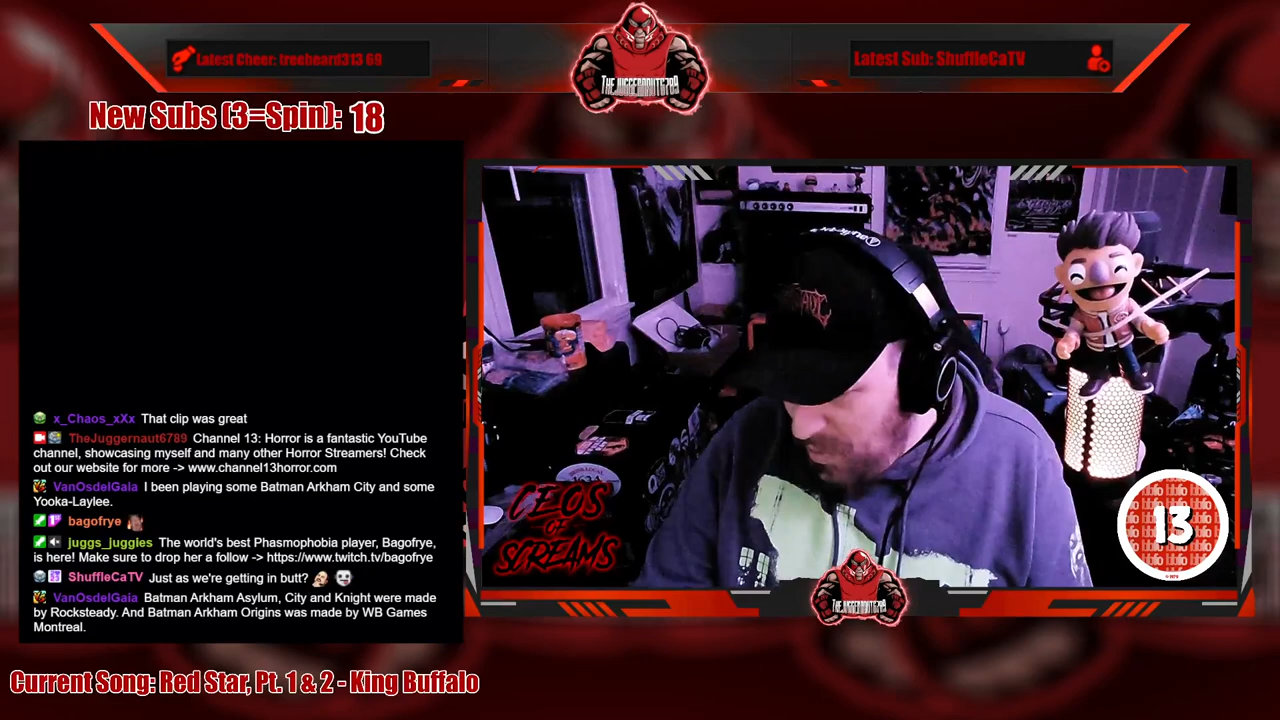 Latest Cheer: treebeard313 69
THEJUGGERNAUT6789
Latest Sub: ShuffleCaTV
New Subs (3=Spin): 18
x_Chaos_xXx That clip was great
TheJuggernaut6789 Channel 13: Horror is a fantastic YouTube
channel, showcasing myself and many other Horror Streamers! Check
out our website for more -> www.channel13horror.com
VanOsdelGaia I been playing some Batman Arkham City and some
Yooka-Laylee.
bagofrye
juggs_juggies The world's best Phasmophobia player, Bagofrye,
is here! Make sure to drop her a follow -> https://www.twitch.tv/bagofrye
ShuffleCaTV Just as we're getting in butt?
VanOsdelGaia Batman Arkham Asylum, City and Knight were made
by Rocksteady. And Batman Arkham Origins was made by WB Games
Montreal.
CEOS
OF
SCREAMS
13
THEJUGGERNAUT6789
Current Song: Red Star, Pt. 1 & 2 - King Buffalo